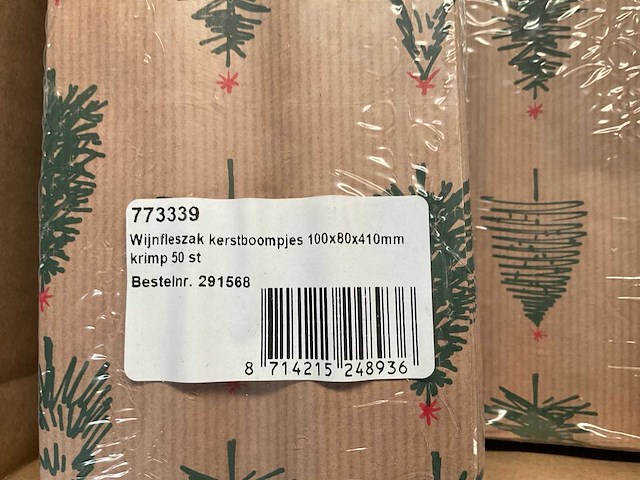 773339
Wijnfleszak kerstboompjes 100x80x410mm
krimp 50 st
Bestelnr. 291568
8 714215 248936